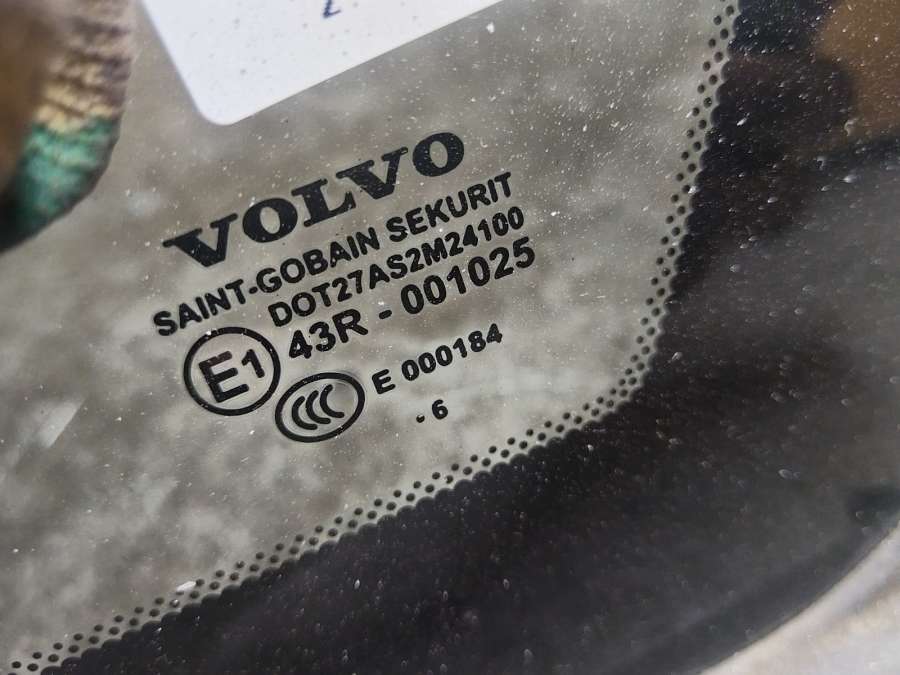 VOLVO
SAINT-GOBAIN SEKURIT
DOT27AS2M24100
E1 43R - 001025
CCC E 000184
. 6